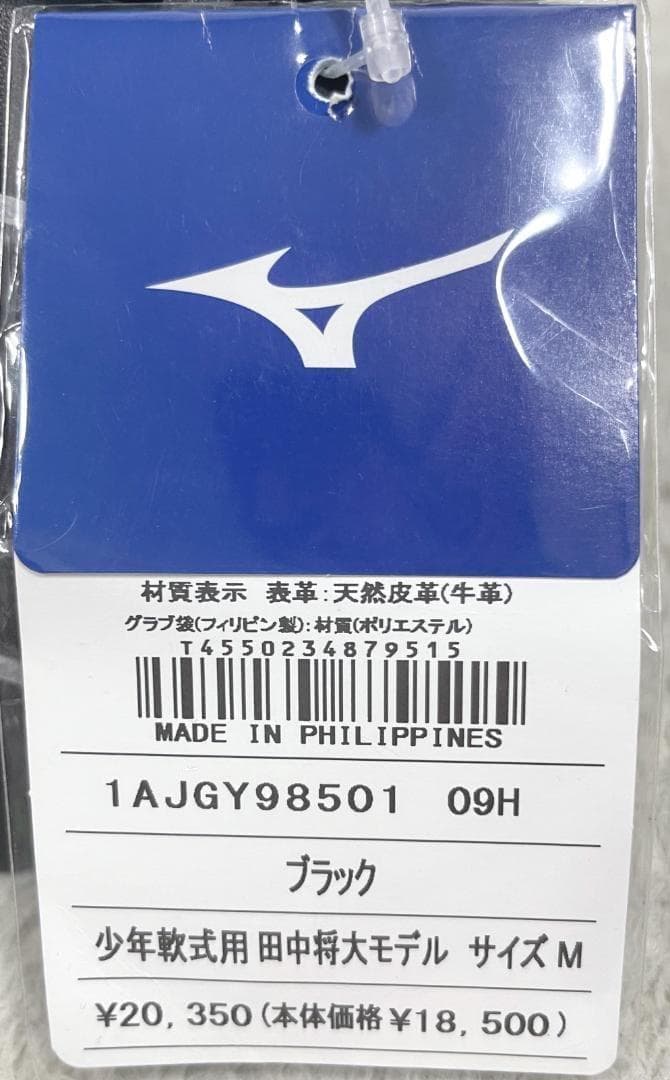 材質表示 表革:天然皮革(牛革)
グラブ袋(フィリピン製):材質(ポリエステル)
T4550234879515
MADE IN PHILIPPINES
1AJGY98501 09H
ブラック
少年軟式用 田中将大モデル サイズ M
¥20,350(本体価格¥18,500)